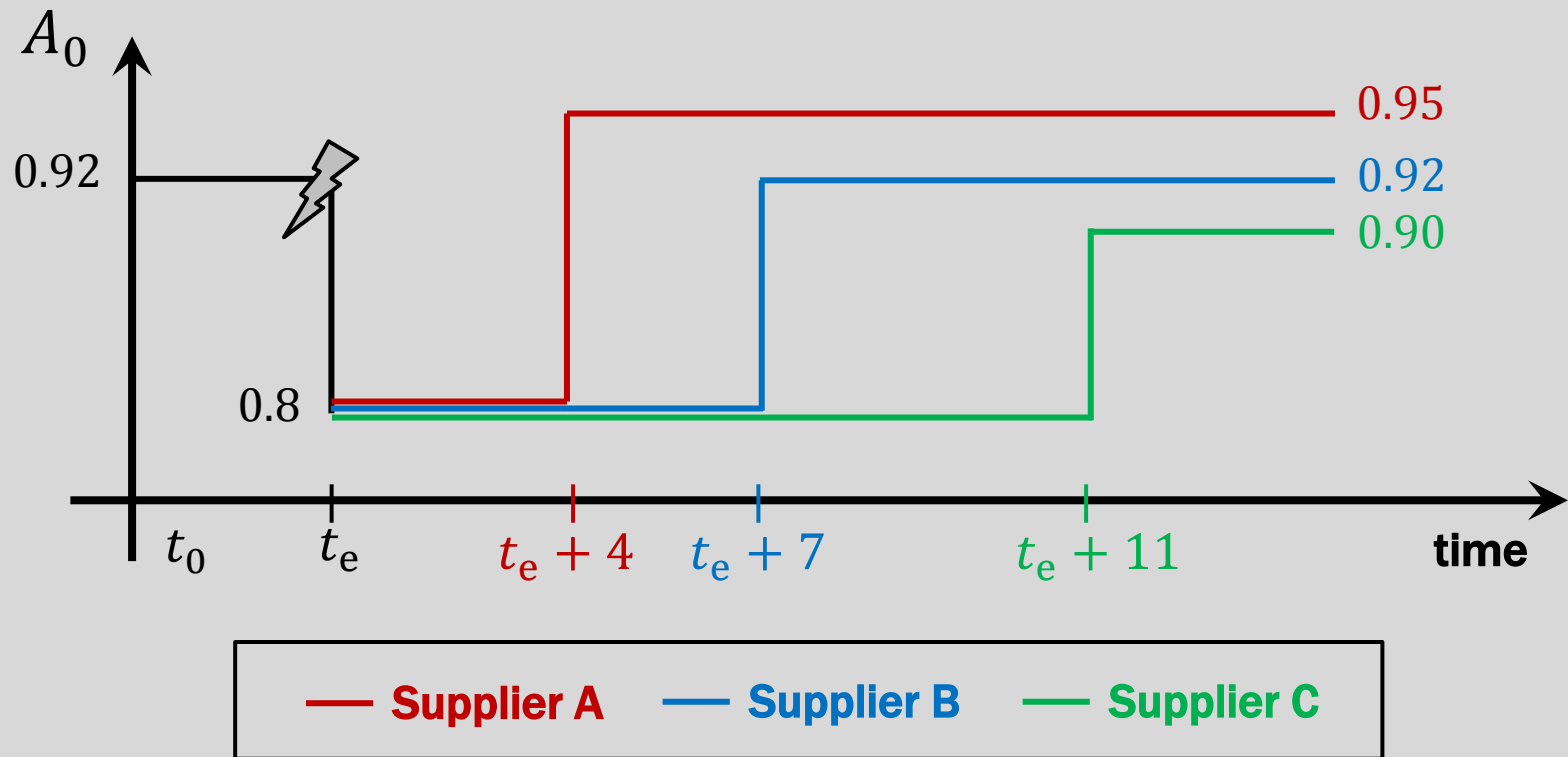 A₀
0.95
0.92
0.92
0.90
0.8
t₀ tₑ tₑ + 4 tₑ + 7 tₑ + 11 time
Supplier A Supplier B Supplier C